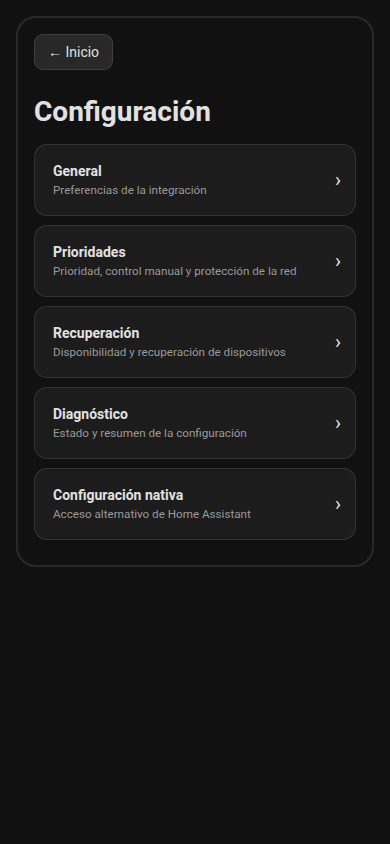 ← Inicio
Configuración
General
Preferencias de la integración
›
Prioridades
Prioridad, control manual y protección de la red
›
Recuperación
Disponibilidad y recuperación de dispositivos
›
Diagnóstico
Estado y resumen de la configuración
›
Configuración nativa
Acceso alternativo de Home Assistant
›